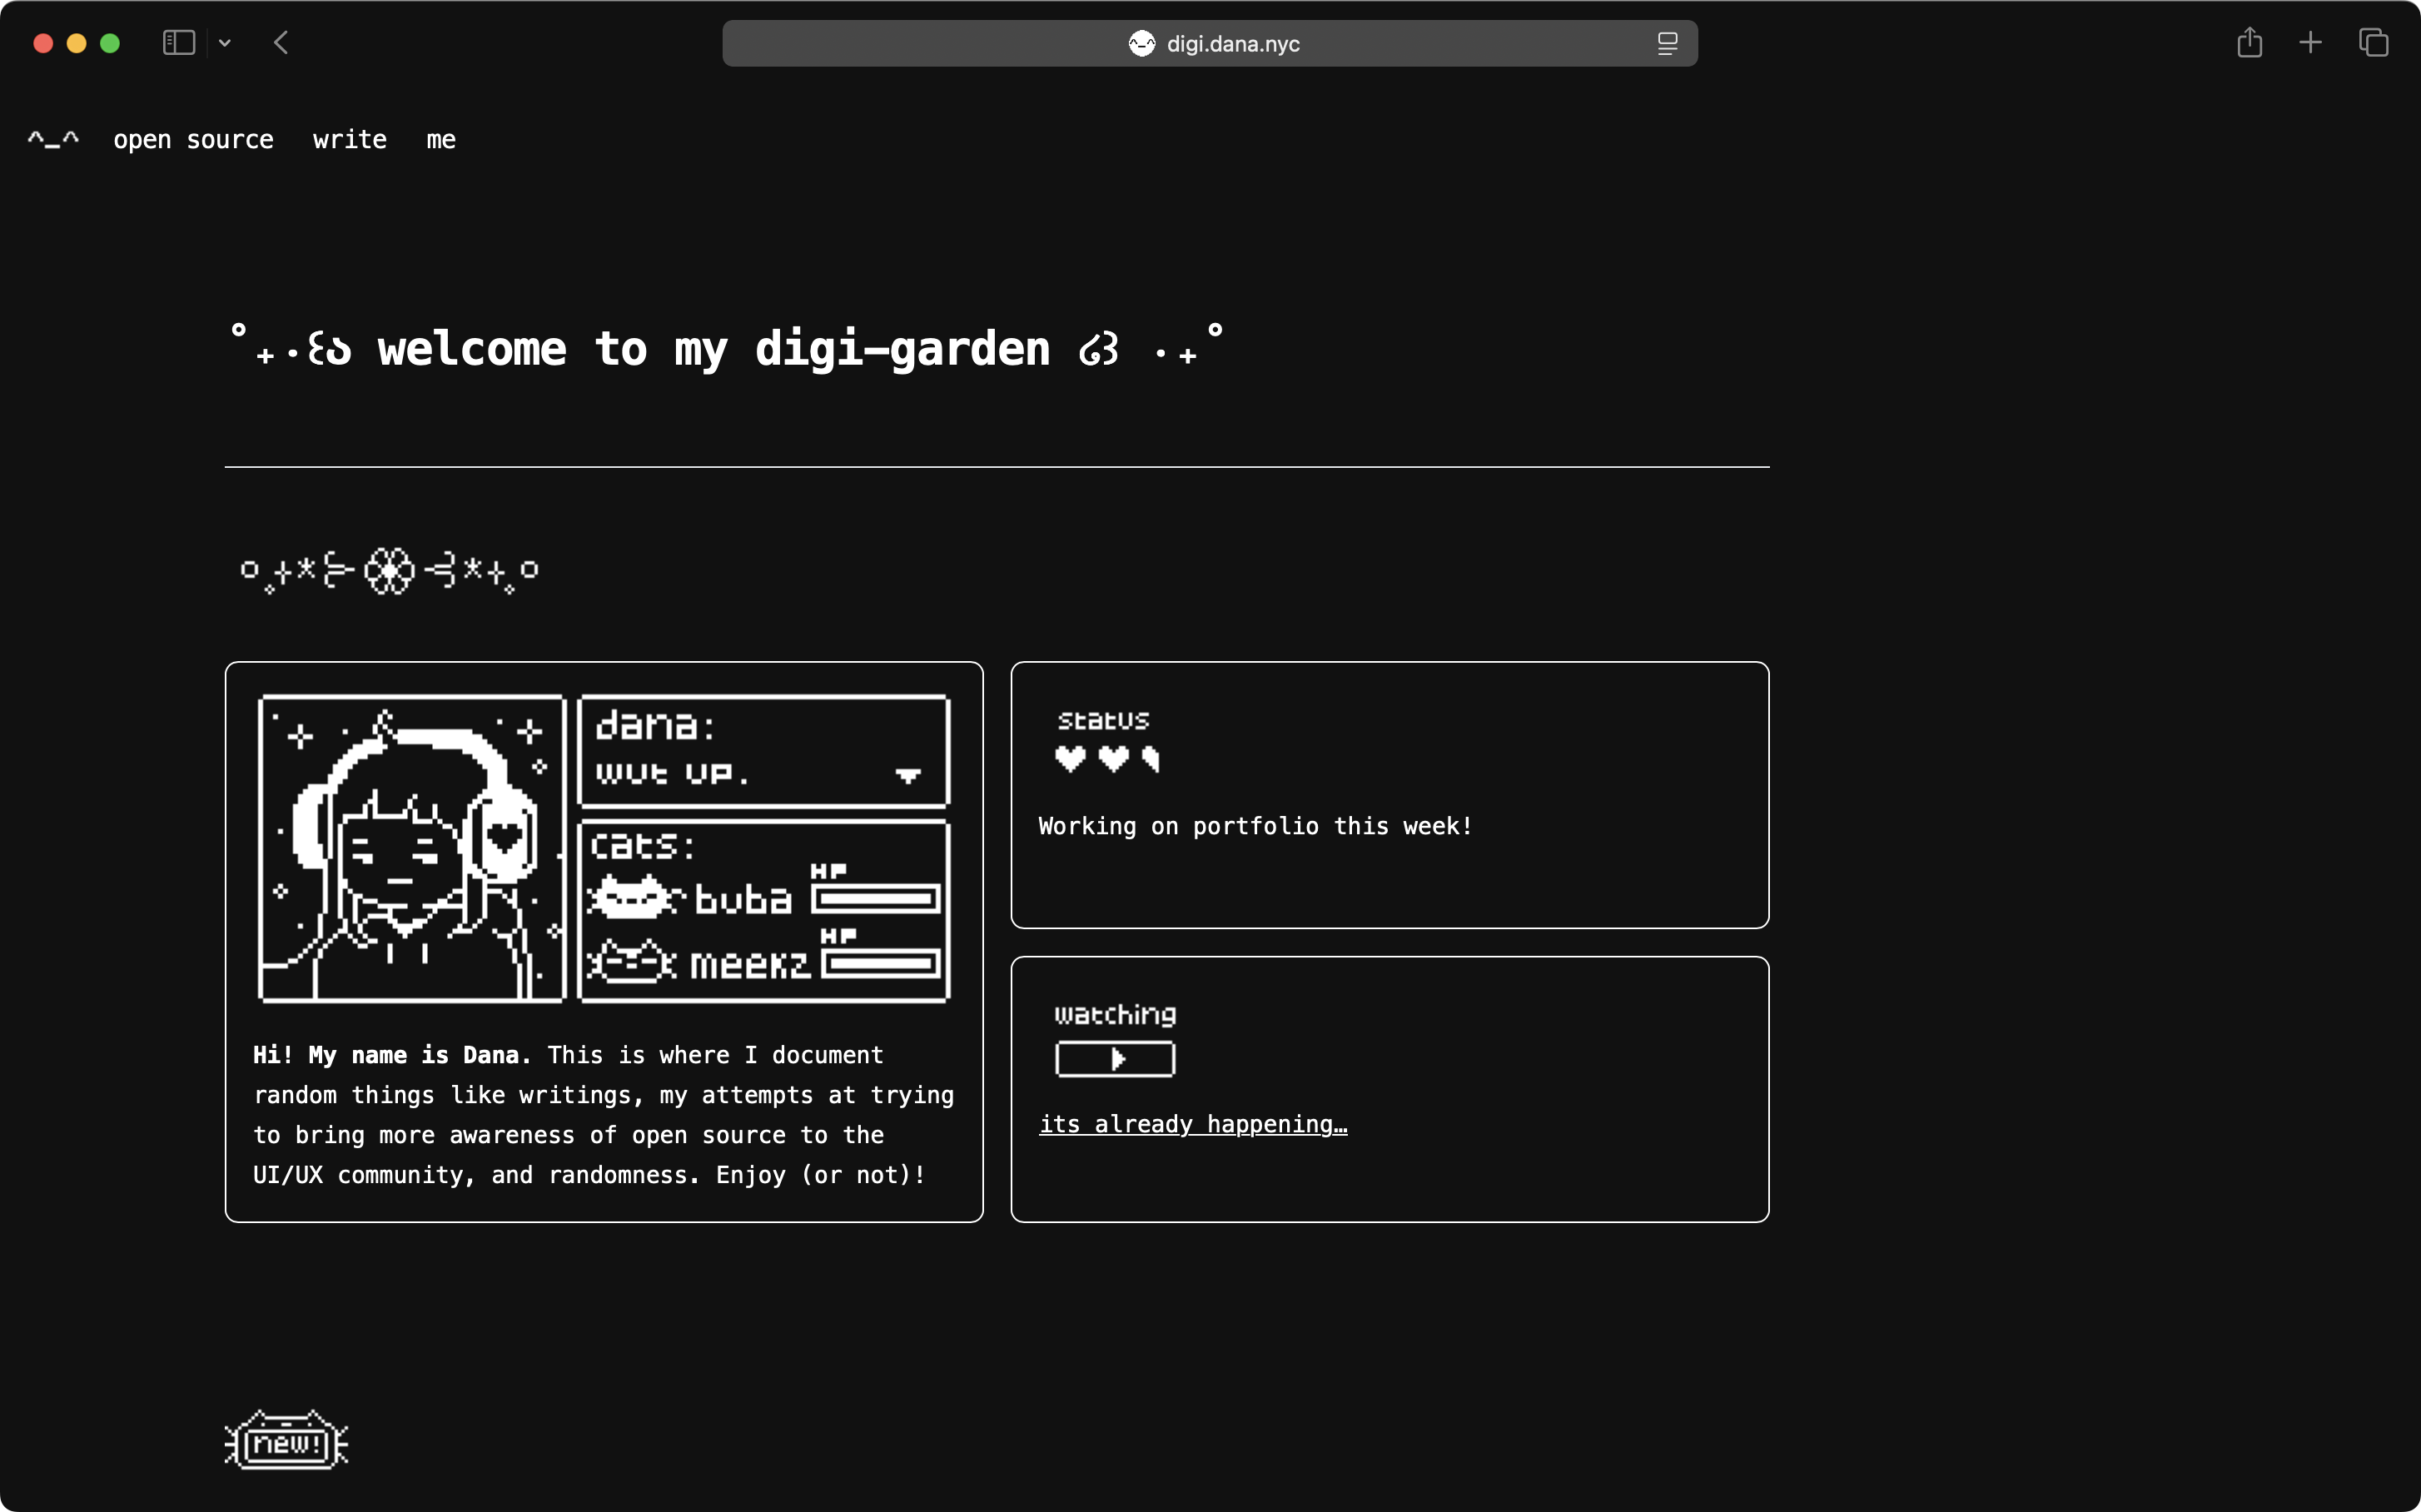 digi.dana.nyc
^_^ open source write me
˚₊‧꒰ა welcome to my digi-garden ໒꒱ ‧₊˚
dana:
wut up.
cats:
HP
buba
HP
meekz
Hi! My name is Dana. This is where I document
random things like writings, my attempts at trying
to bring more awareness of open source to the
UI/UX community, and randomness. Enjoy (or not)!
status
Working on portfolio this week!
watching
its already happening…
new!